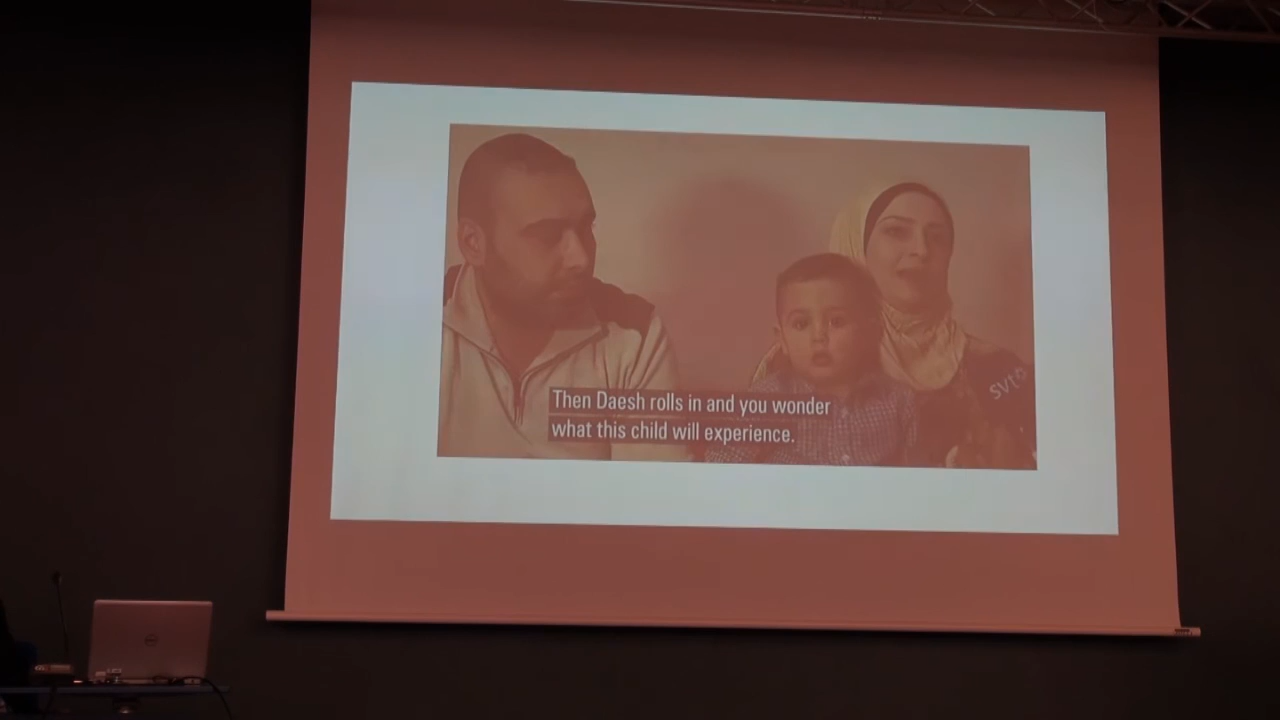 Then Daesh rolls in and you wonder
what this child will experience.
svt